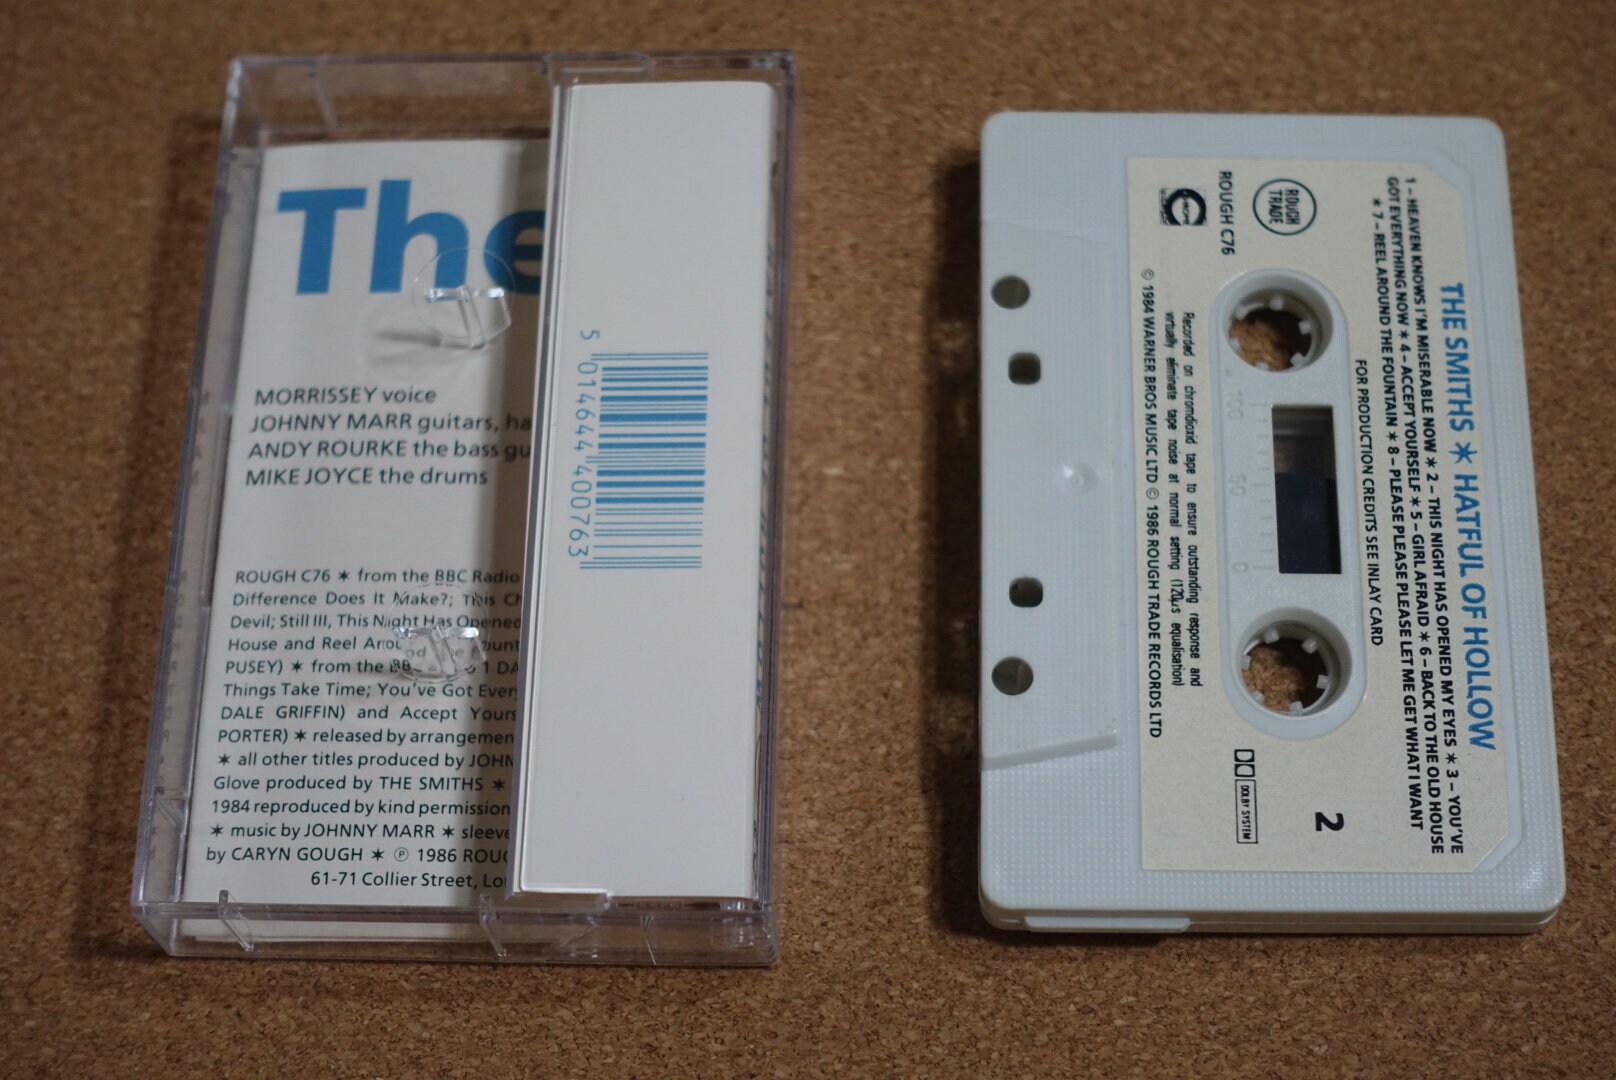 The
MORRISSEY voice
JOHNNY MARR guitars, ha
ANDY ROURKE the bass gu
MIKE JOYCE the drums
ROUGH C76 ✶ from the BBC Radio
Difference Does It Make?; This Ch
Devil; Still Ill, This Night Has Opened
House and Reel Around the Fount
PUSEY) ✶ from the BBC 1 DA
Things Take Time; You've Got Every
DALE GRIFFIN) and Accept Yours
PORTER) ✶ released by arrangemen
✶ all other titles produced by JOHN
Glove produced by THE SMITHS ✶
1984 reproduced by kind permission
✶ music by JOHNNY MARR ✶ sleeve
by CARYN GOUGH ✶ ℗ 1986 ROUG
61-71 Collier Street, Lon
5 014644 400763
THE SMITHS ✶ HATFUL OF HOLLOW
1 – HEAVEN KNOWS I'M MISERABLE NOW ✶ 2 – THIS NIGHT HAS OPENED MY EYES ✶ 3 – YOU'VE
GOT EVERYTHING NOW ✶ 4 – ACCEPT YOURSELF ✶ 5 – GIRL AFRAID ✶ 6 – BACK TO THE OLD HOUSE
✶ 7 – REEL AROUND THE FOUNTAIN ✶ 8 – PLEASE PLEASE PLEASE LET ME GET WHAT I WANT
FOR PRODUCTION CREDITS SEE INLAY CARD
2
ROUGH
TRADE
100 50 0
DOLBY SYSTEM
ROUGH C76
Recorded on chromdioxid tape to ensure outstanding response and
virtually eliminate tape noise at normal setting (120µs equalisation)
© 1984 WARNER BROS MUSIC LTD © 1986 ROUGH TRADE RECORDS LTD